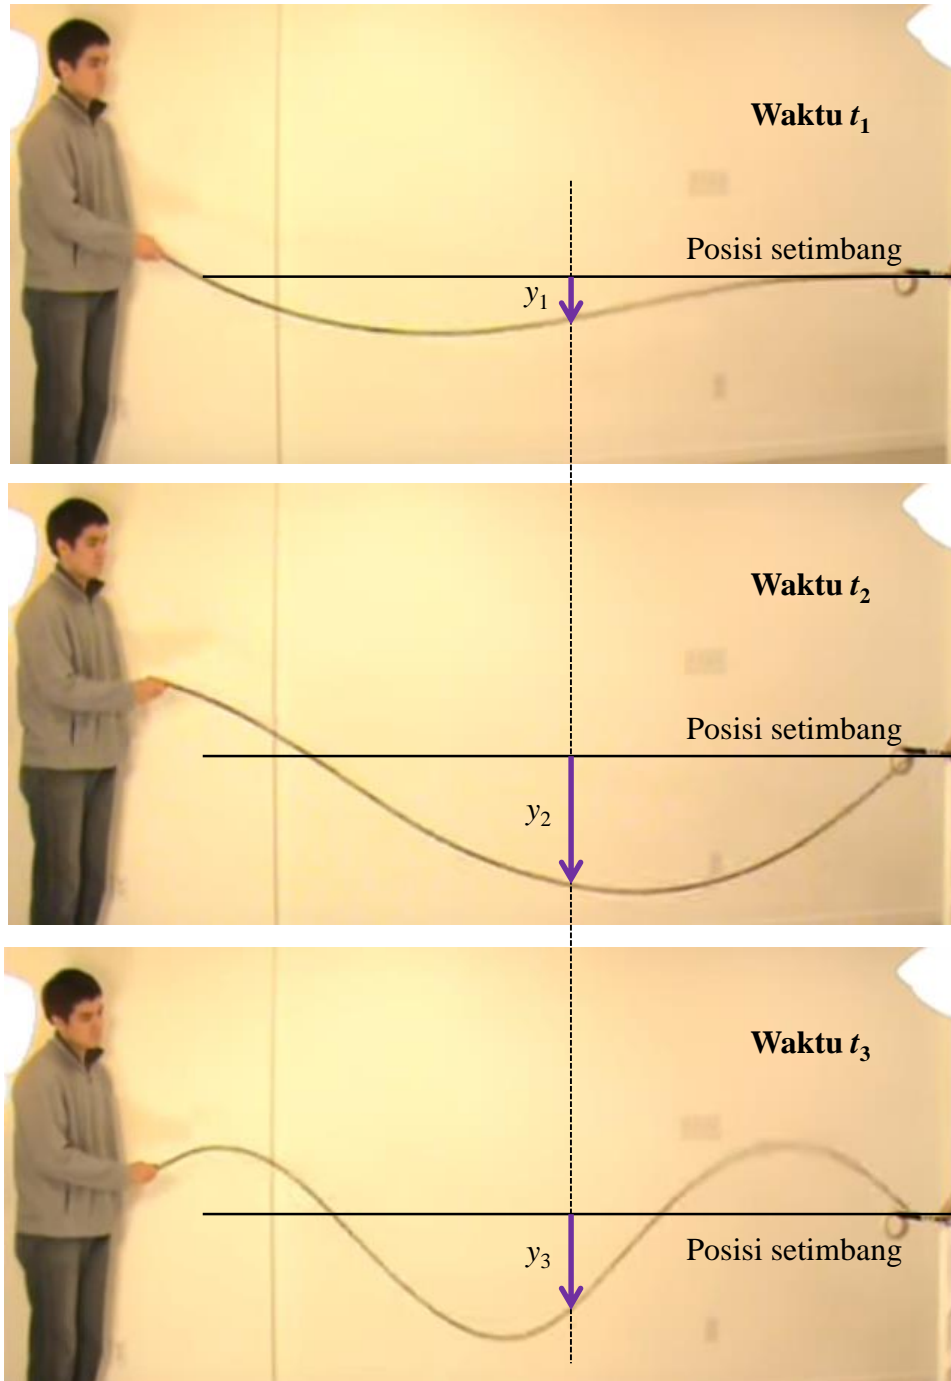 Waktu t₁
Posisi setimbang
y₁
Waktu t₂
Posisi setimbang
y₂
Waktu t₃
y₃
Posisi setimbang